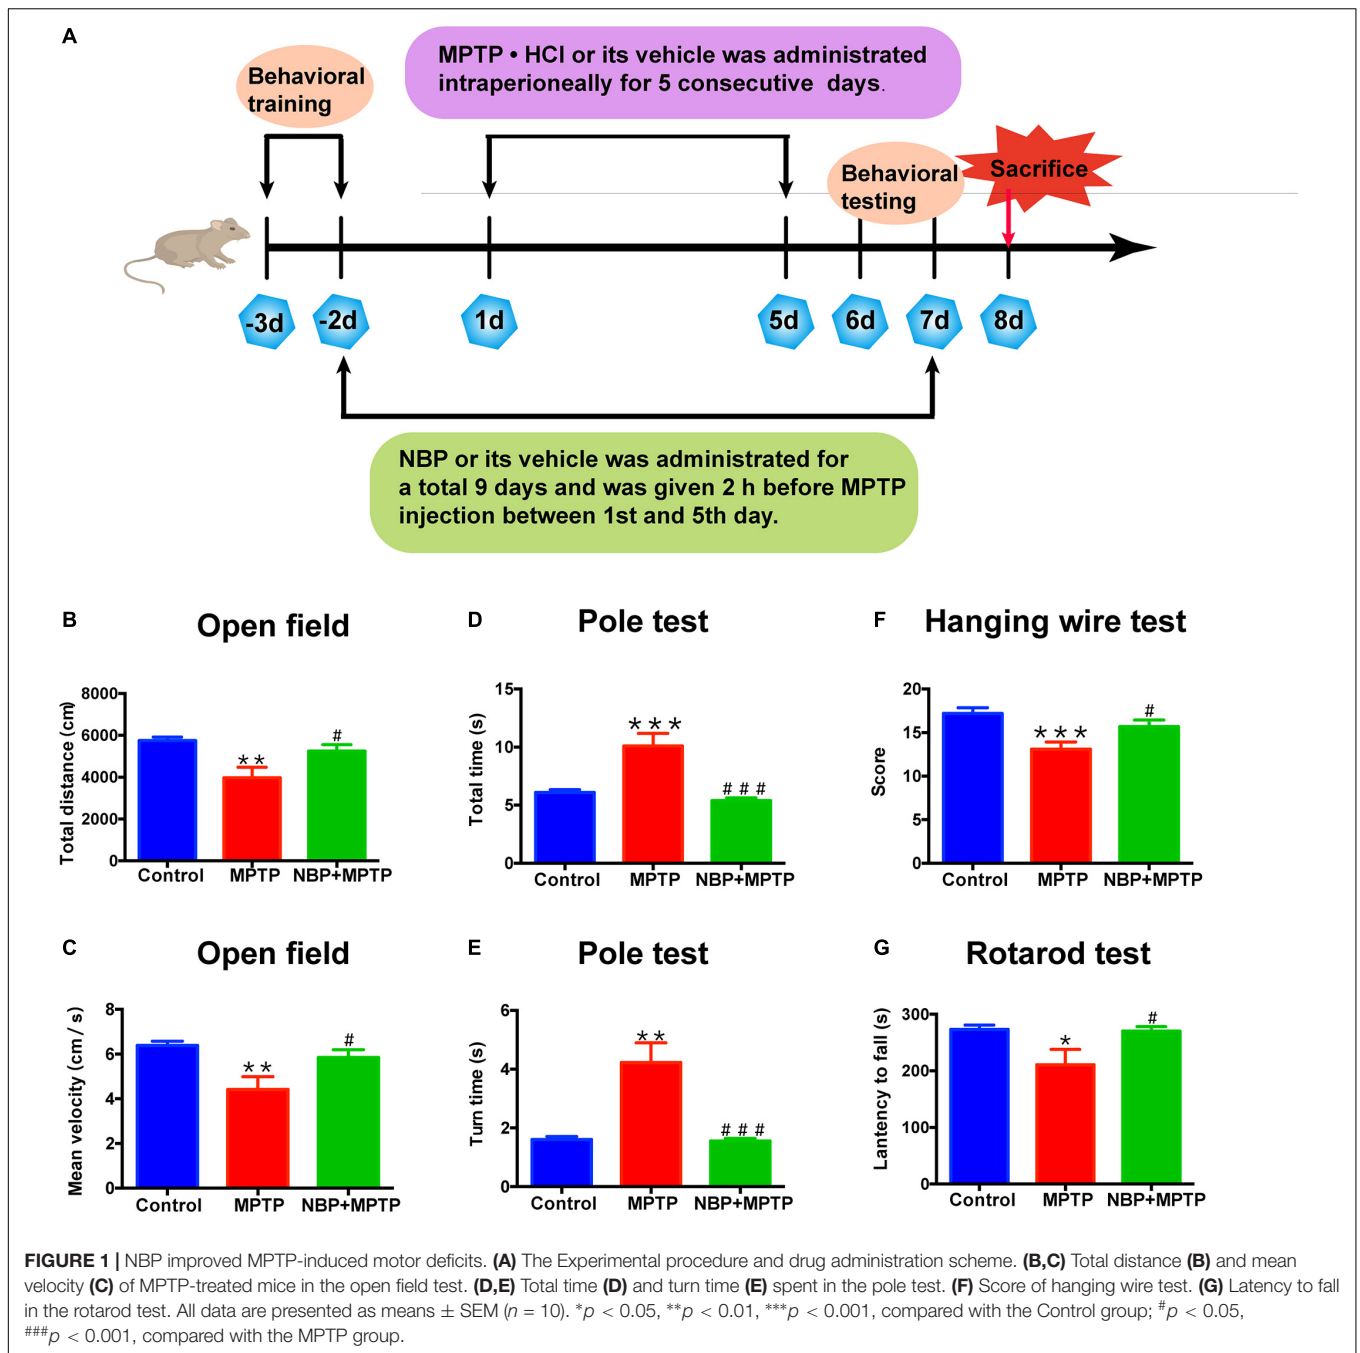 A
Behavioral
training
MPTP • HCI or its vehicle was administrated
intraperioneally for 5 consecutive days.
Behavioral
testing
Sacrifice
-3d
-2d
1d
5d
6d
7d
8d
NBP or its vehicle was administrated for
a total 9 days and was given 2 h before MPTP
injection between 1st and 5th day.
B
Open field
Total distance (cm)
8000
6000
4000
2000
0
**
#
Control
MPTP
NBP+MPTP
D
Pole test
Total time (s)
15
10
5
0
***
###
Control
MPTP
NBP+MPTP
F
Hanging wire test
Score
20
15
10
5
0
***
#
Control
MPTP
NBP+MPTP
C
Open field
Mean velocity (cm / s)
8
6
4
2
0
**
#
Control
MPTP
NBP+MPTP
E
Pole test
Turn time (s)
6
4
2
0
**
###
Control
MPTP
NBP+MPTP
G
Rotarod test
Lantency to fall (s)
300
200
100
0
*
#
Control
MPTP
NBP+MPTP
FIGURE 1 | NBP improved MPTP-induced motor deficits. (A) The Experimental procedure and drug administration scheme. (B,C) Total distance (B) and mean
velocity (C) of MPTP-treated mice in the open field test. (D,E) Total time (D) and turn time (E) spent in the pole test. (F) Score of hanging wire test. (G) Latency to fall
in the rotarod test. All data are presented as means ± SEM (n = 10). *p < 0.05, **p < 0.01, ***p < 0.001, compared with the Control group; #p < 0.05,
###p < 0.001, compared with the MPTP group.